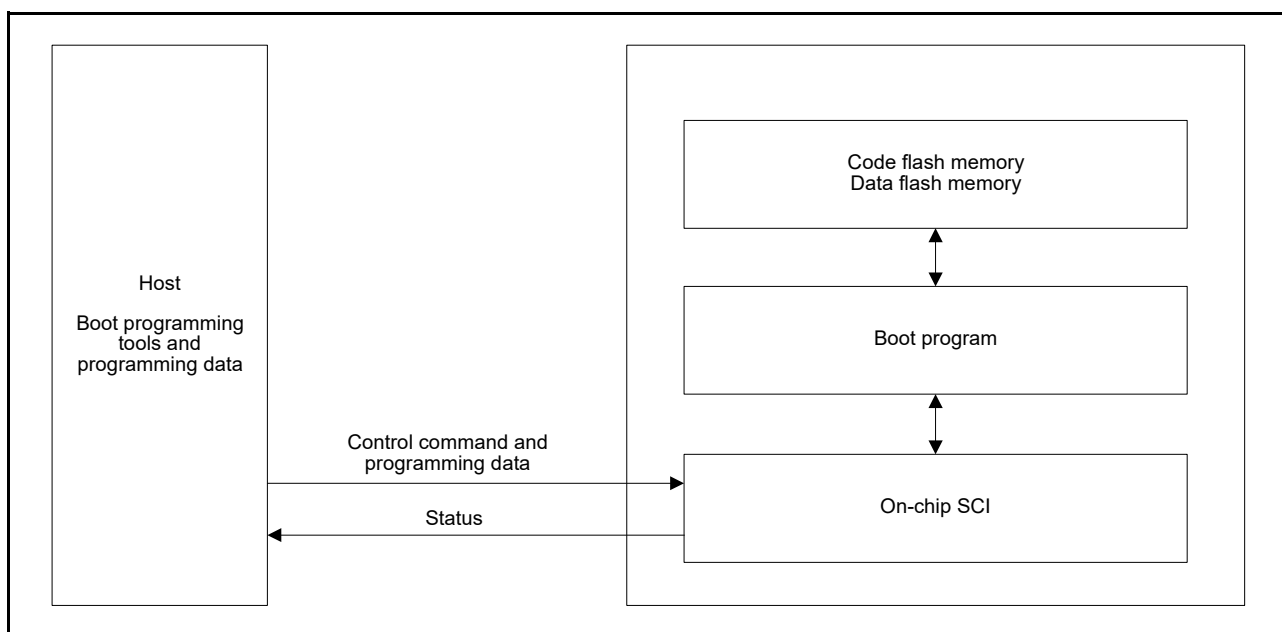 Host
Boot programming
tools and
programming data
Control command and
programming data
Status
Code flash memory
Data flash memory
Boot program
On-chip SCI